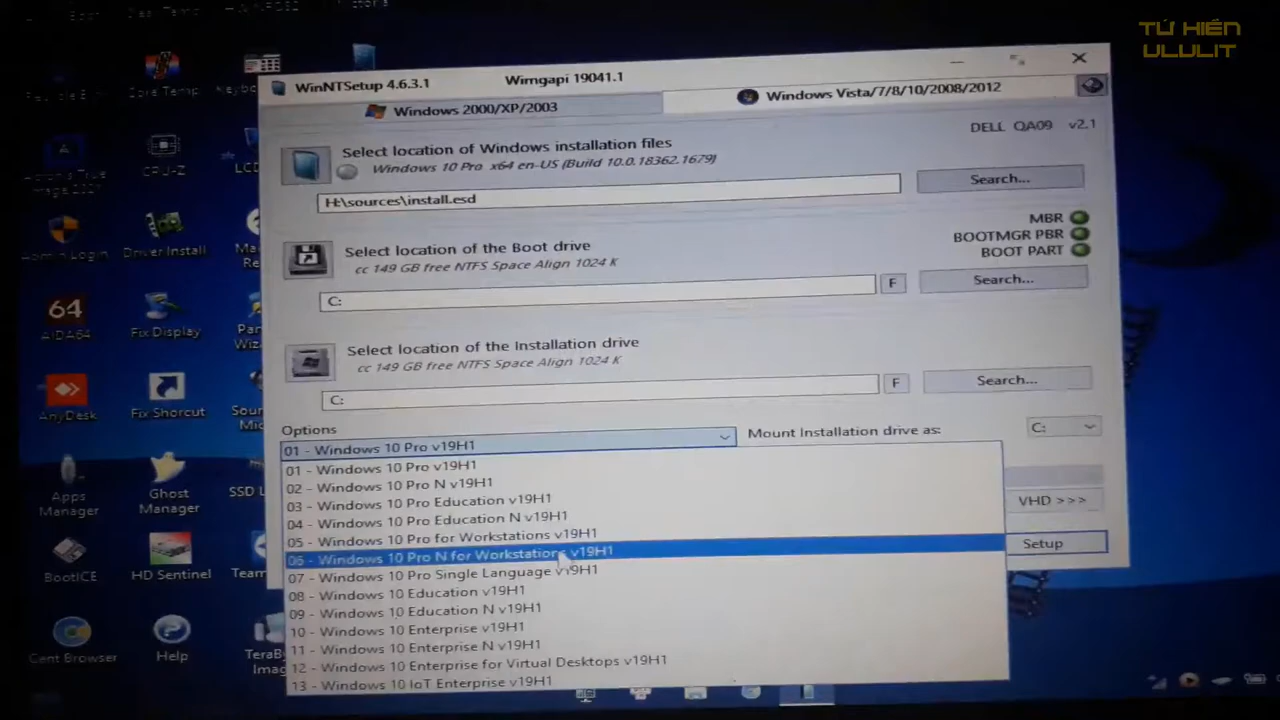 TỨ HIẾN
ULULIT
WinNTSetup 4.6.3.1
Wimgapi 19041.1
Windows 2000/XP/2003
Windows Vista/7/8/10/2008/2012
DELL QA09 v2.1
Select location of Windows installation files
Windows 10 Pro x64 en-US (Build 10.0.18362.1679)
H:\sources\install.esd
Search...
MBR
BOOTMGR PBR
BOOT PART
Select location of the Boot drive
cc 149 GB free NTFS Space Align 1024 K
C:
F
Search...
Select location of the Installation drive
cc 149 GB free NTFS Space Align 1024 K
C:
F
Search...
Options
01 - Windows 10 Pro v19H1
Mount Installation drive as:
C:
01 - Windows 10 Pro v19H1
02 - Windows 10 Pro N v19H1
03 - Windows 10 Pro Education v19H1
04 - Windows 10 Pro Education N v19H1
05 - Windows 10 Pro for Workstations v19H1
06 - Windows 10 Pro N for Workstations v19H1
07 - Windows 10 Pro Single Language v19H1
08 - Windows 10 Education v19H1
09 - Windows 10 Education N v19H1
10 - Windows 10 Enterprise v19H1
11 - Windows 10 Enterprise N v19H1
12 - Windows 10 Enterprise for Virtual Desktops v19H1
13 - Windows 10 IoT Enterprise v19H1
VHD >>>
Setup
Core Temp
CPU-Z
LCD
Admin Login
Driver Install
64
AIDA64
Fix Display
AnyDesk
Fix Shorcut
Apps
Manager
Ghost
Manager
SSD
BootICE
HD Sentinel
Team
Cent Browser
Help
TeraBy
Imag